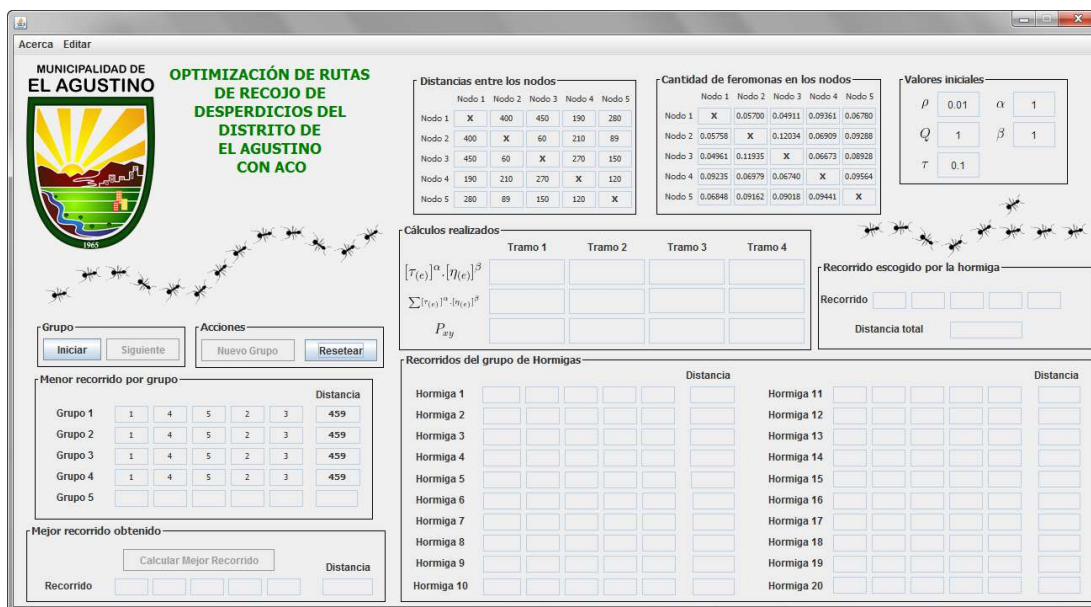 Acerca Editar
MUNICIPALIDAD DE
EL AGUSTINO
1965
OPTIMIZACIÓN DE RUTAS
DE RECOJO DE
DESPERDICIOS DEL
DISTRITO DE
EL AGUSTINO
CON ACO
Distancias entre los nodos
Nodo 1 Nodo 2 Nodo 3 Nodo 4 Nodo 5
Nodo 1 X 400 450 190 280
Nodo 2 400 X 60 210 89
Nodo 3 450 60 X 270 150
Nodo 4 190 210 270 X 120
Nodo 5 280 89 150 120 X
Cantidad de feromonas en los nodos
Nodo 1 Nodo 2 Nodo 3 Nodo 4 Nodo 5
Nodo 1 X 0.05700 0.04911 0.09361 0.06780
Nodo 2 0.05758 X 0.12034 0.06909 0.09288
Nodo 3 0.04961 0.11935 X 0.06673 0.08928
Nodo 4 0.09235 0.06979 0.06740 X 0.09564
Nodo 5 0.06848 0.09162 0.09018 0.09441 X
Valores iniciales
ρ 0.01 α 1
Q 1 β 1
τ 0.1
Cálculos realizados
Tramo 1 Tramo 2 Tramo 3 Tramo 4
[τ(e)]^α.[η(e)]^β
∑[τ(e)]^α.[η(e)]^β
P_xy
Recorrido escogido por la hormiga
Recorrido
Distancia total
Grupo
Iniciar Siguiente
Acciones
Nuevo Grupo Resetear
Menor recorrido por grupo
Distancia
Grupo 1 1 4 5 2 3 459
Grupo 2 1 4 5 2 3 459
Grupo 3 1 4 5 2 3 459
Grupo 4 1 4 5 2 3 459
Grupo 5
Mejor recorrido obtenido
Calcular Mejor Recorrido
Distancia
Recorrido
Recorridos del grupo de Hormigas
Distancia Distancia
Hormiga 1 Hormiga 11
Hormiga 2 Hormiga 12
Hormiga 3 Hormiga 13
Hormiga 4 Hormiga 14
Hormiga 5 Hormiga 15
Hormiga 6 Hormiga 16
Hormiga 7 Hormiga 17
Hormiga 8 Hormiga 18
Hormiga 9 Hormiga 19
Hormiga 10 Hormiga 20